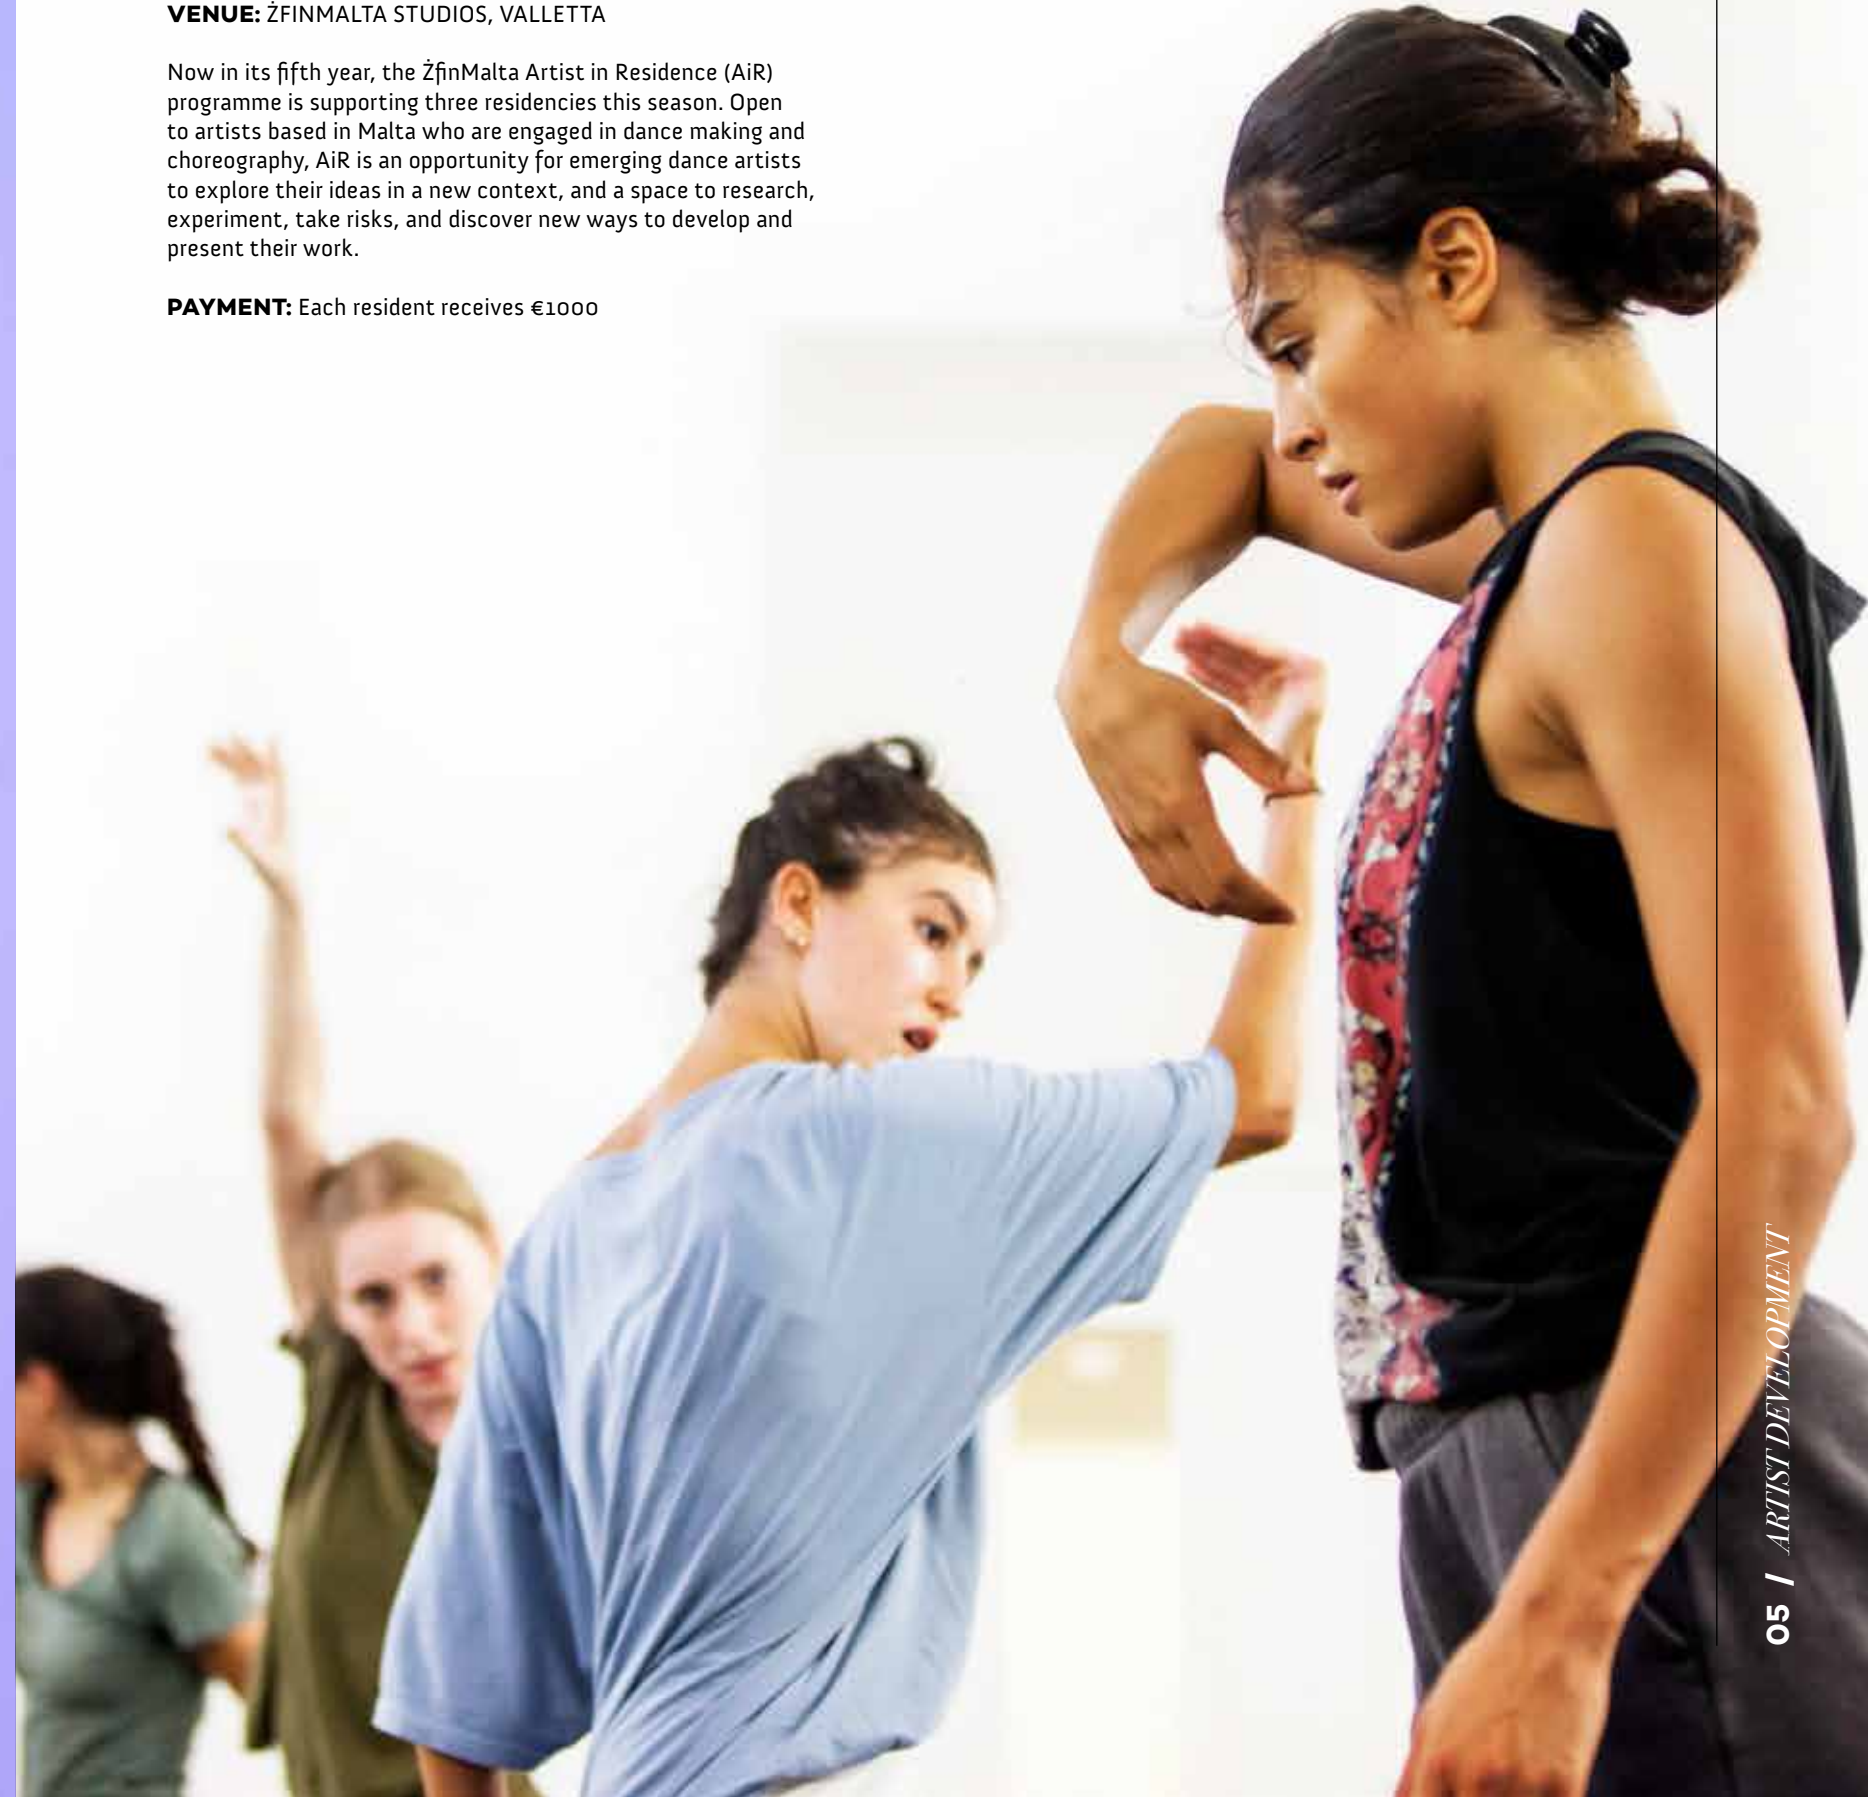 VENUE: ŻFINMALTA STUDIOS, VALLETTA
Now in its fifth year, the ŻfinMalta Artist in Residence (AiR)
programme is supporting three residencies this season. Open
to artists based in Malta who are engaged in dance making and
choreography, AiR is an opportunity for emerging dance artists
to explore their ideas in a new context, and a space to research,
experiment, take risks, and discover new ways to develop and
present their work.
PAYMENT: Each resident receives €1000
05 / ARTIST DEVELOPMENT